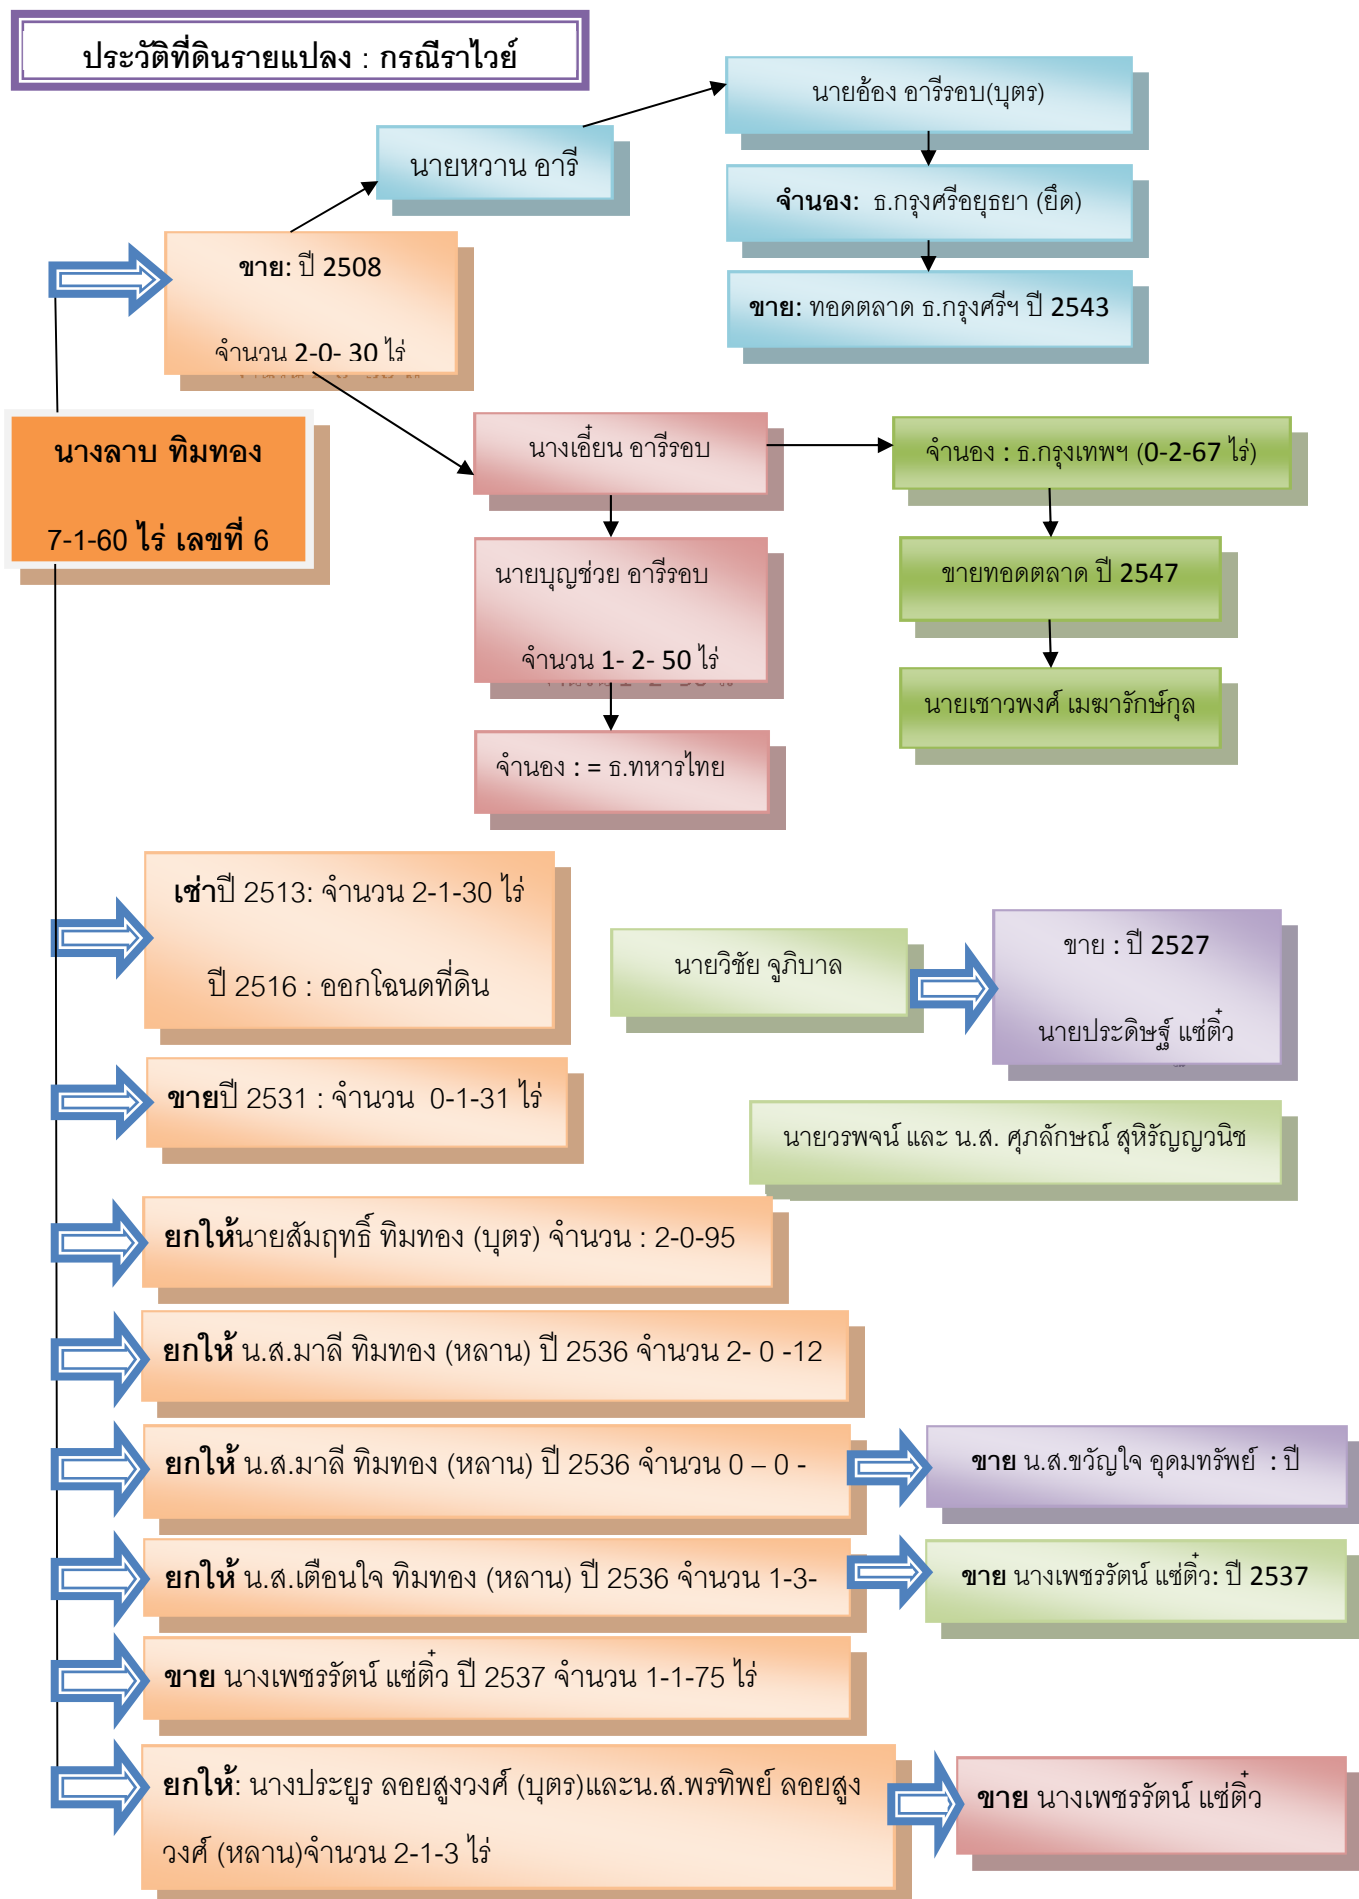 ประวัติที่ดินรายแปลง : กรณีราไวย์
นายอ้อง อารีรอบ(บุตร)
นายหวาน อารี
จำนอง: ธ.กรุงศรีอยุธยา (ยึด)
ขาย: ทอดตลาด ธ.กรุงศรีฯ ปี 2543
ขาย: ปี 2508
จำนวน 2-0- 30 ไร่
นางลาบ ทิมทอง
7-1-60 ไร่ เลขที่ 6
นางเอี๋ยน อารีรอบ
จำนอง : ธ.กรุงเทพฯ (0-2-67 ไร่)
นายบุญช่วย อารีรอบ
จำนวน 1- 2- 50 ไร่
ขายทอดตลาด ปี 2547
นายเชาวพงศ์ เมฆารักษ์กุล
จำนอง : = ธ.ทหารไทย
เช่าปี 2513: จำนวน 2-1-30 ไร่
ปี 2516 : ออกโฉนดที่ดิน
นายวิชัย จูภิบาล
ขาย : ปี 2527
นายประดิษฐ์ แซ่ติ๋ว
ขายปี 2531 : จำนวน 0-1-31 ไร่
นายวรพจน์ และ น.ส. ศุภลักษณ์ สุหิรัญญวนิช
ยกให้นายสัมฤทธิ์ ทิมทอง (บุตร) จำนวน : 2-0-95
ยกให้ น.ส.มาลี ทิมทอง (หลาน) ปี 2536 จำนวน 2- 0 -12
ยกให้ น.ส.มาลี ทิมทอง (หลาน) ปี 2536 จำนวน 0 – 0 -
ขาย น.ส.ขวัญใจ อุดมทรัพย์ : ปี
ยกให้ น.ส.เตือนใจ ทิมทอง (หลาน) ปี 2536 จำนวน 1-3-
ขาย นางเพชรรัตน์ แซ่ติ๋ว: ปี 2537
ขาย นางเพชรรัตน์ แซ่ติ๋ว ปี 2537 จำนวน 1-1-75 ไร่
ยกให้: นางประยูร ลอยสูงวงศ์ (บุตร)และน.ส.พรทิพย์ ลอยสูง
วงศ์ (หลาน)จำนวน 2-1-3 ไร่
ขาย นางเพชรรัตน์ แซ่ติ๋ว